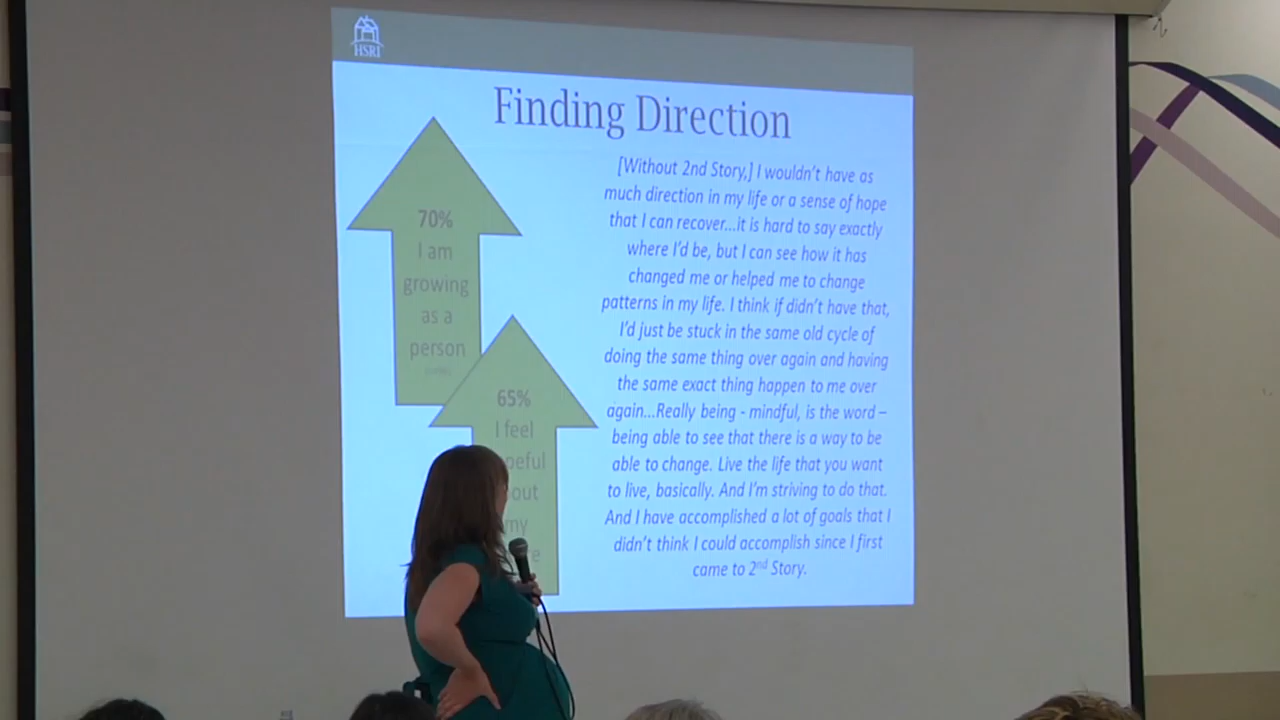 HSRI
Finding Direction
70%
I am
growing
as a
person
65%
I feel
my
[Without 2nd Story,] I wouldn't have as
much direction in my life or a sense of hope
that I can recover...it is hard to say exactly
where I'd be, but I can see how it has
changed me or helped me to change
patterns in my life. I think if didn't have that,
I'd just be stuck in the same old cycle of
doing the same thing over again and having
the same exact thing happen to me over
again...Really being - mindful, is the word –
being able to see that there is a way to be
able to change. Live the life that you want
to live, basically. And I'm striving to do that.
And I have accomplished a lot of goals that I
didn't think I could accomplish since I first
came to 2nd Story.